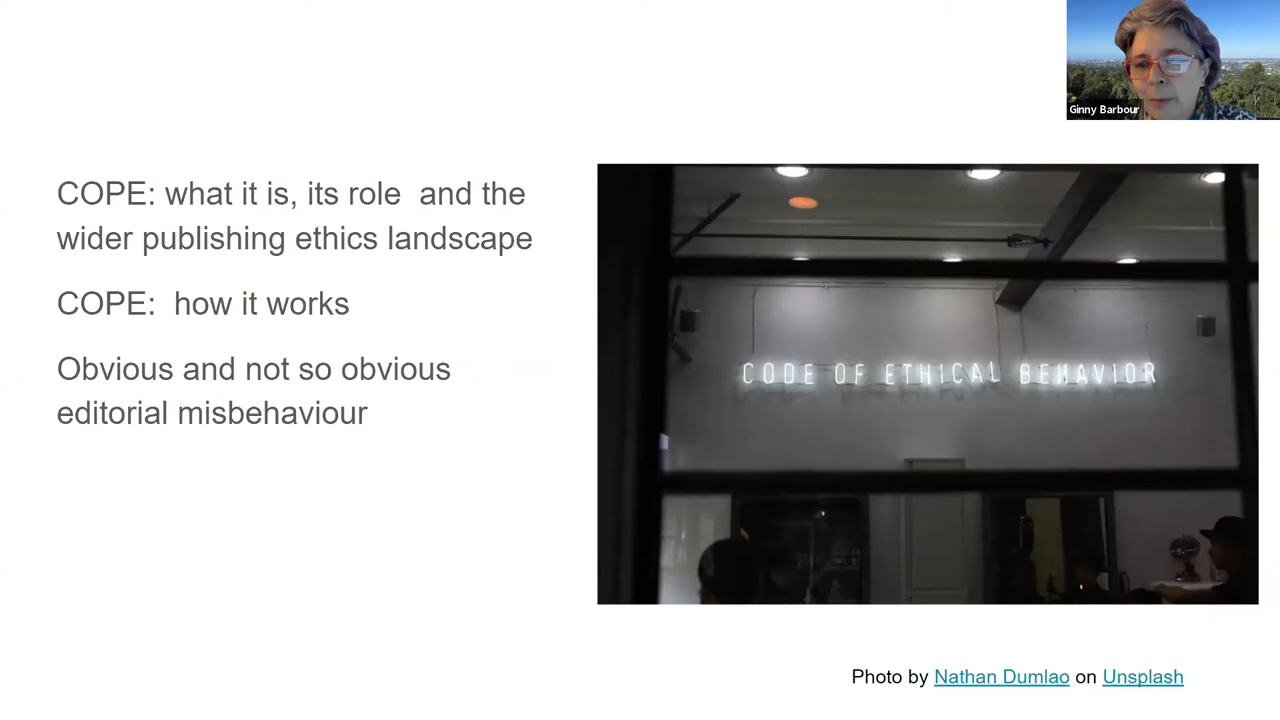 Ginny Barbour
COPE: what it is, its role  and the
wider publishing ethics landscape
COPE:  how it works
Obvious and not so obvious
editorial misbehaviour
CODE OF ETHICAL BEHAVIOR
Photo by Nathan Dumlao on Unsplash